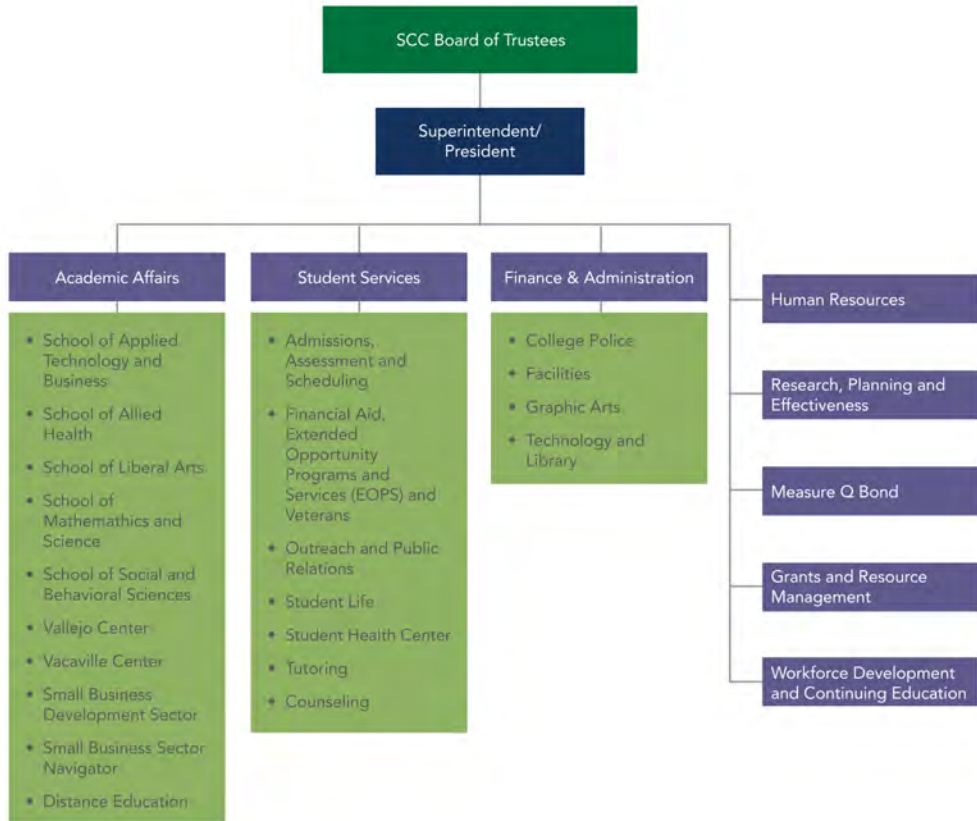 SCC Board of Trustees
Superintendent/
President
Academic Affairs
• School of Applied
Technology and
Business
• School of Allied
Health
• School of Liberal Arts
• School of
Mathemathics and
Science
• School of Social and
Behavioral Sciences
• Vallejo Center
• Vacaville Center
• Small Business
Development Sector
• Small Business Sector
Navigator
• Distance Education
Student Services
• Admissions,
Assessment and
Scheduling
• Financial Aid,
Extended
Opportunity
Programs and
Services (EOPS) and
Veterans
• Outreach and Public
Relations
• Student Life
• Student Health Center
• Tutoring
• Counseling
Finance & Administration
• College Police
• Facilities
• Graphic Arts
• Technology and
Library
Human Resources
Research, Planning and
Effectiveness
Measure Q Bond
Grants and Resource
Management
Workforce Development
and Continuing Education